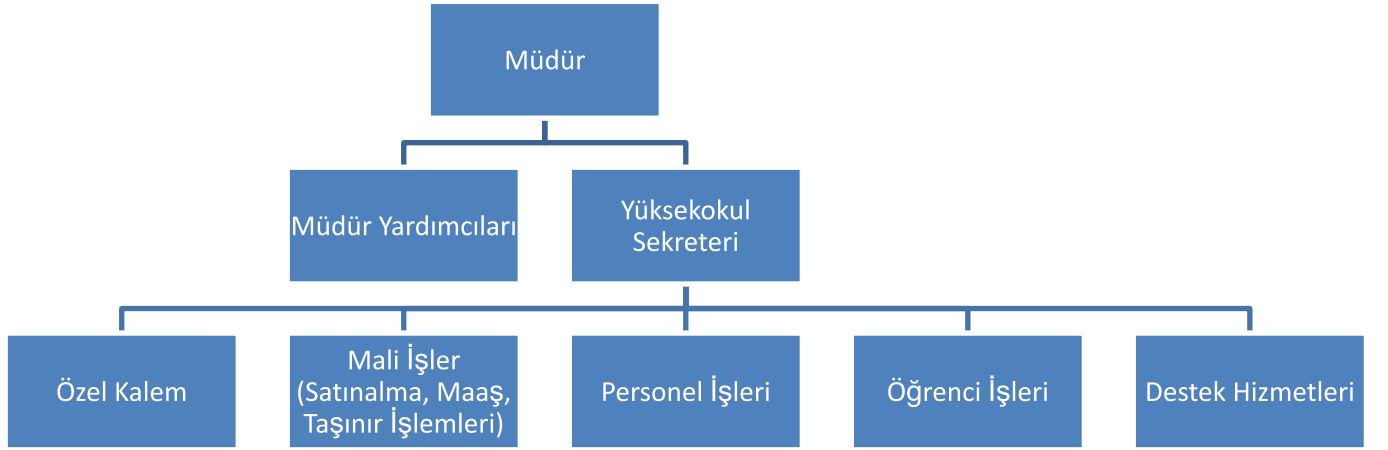 Müdür
Müdür Yardımcıları
Yüksekokul
Sekreteri
Özel Kalem
Mali İşler
(Satınalma, Maaş,
Taşınır İşlemleri)
Personel İşleri
Öğrenci İşleri
Destek Hizmetleri